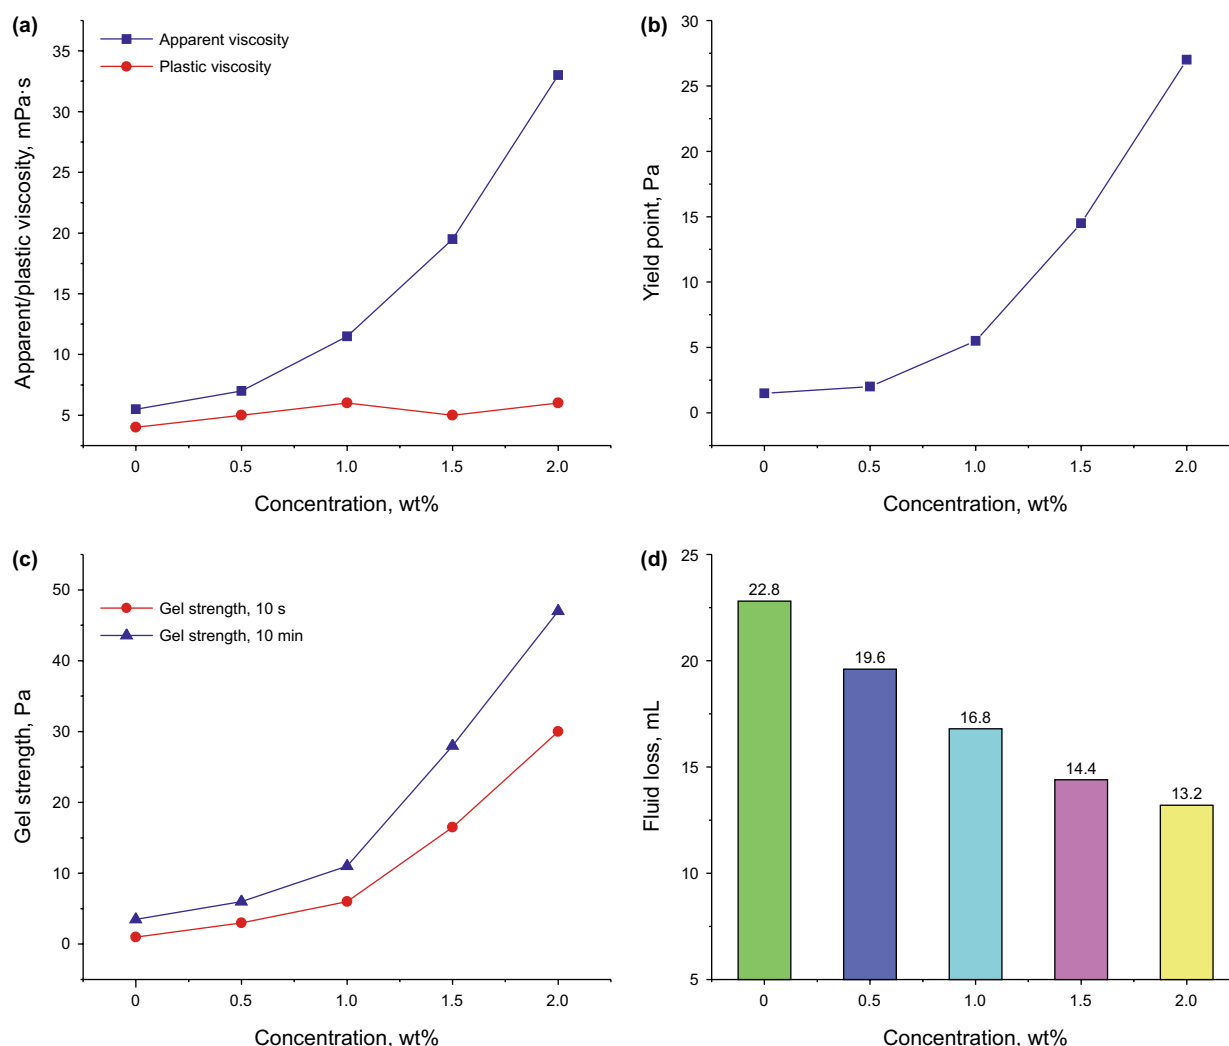 (a)
Apparent viscosity
Plastic viscosity
Apparent/plastic viscosity, mPa·s
35
30
25
20
15
10
5
0 0.5 1.0 1.5 2.0
Concentration, wt%
(b)
Yield point, Pa
30
25
20
15
10
5
0
0 0.5 1.0 1.5 2.0
Concentration, wt%
(c)
Gel strength, 10 s
Gel strength, 10 min
Gel strength, Pa
50
40
30
20
10
0
0 0.5 1.0 1.5 2.0
Concentration, wt%
(d)
Fluid loss, mL
25
20
15
10
5
22.8
19.6
16.8
14.4
13.2
0 0.5 1.0 1.5 2.0
Concentration, wt%